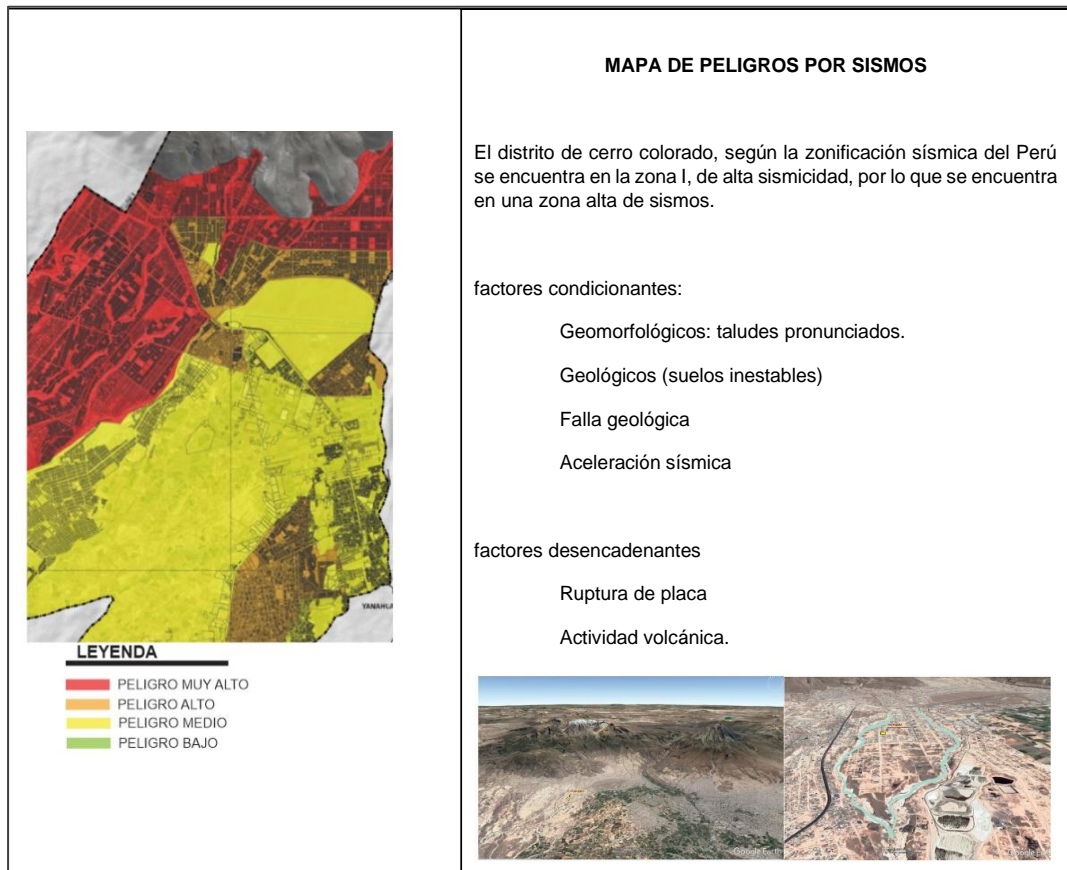 MAPA DE PELIGROS POR SISMOS
El distrito de cerro colorado, según la zonificación sísmica del Perú
se encuentra en la zona I, de alta sismicidad, por lo que se encuentra
en una zona alta de sismos.
factores condicionantes:
Geomorfológicos: taludes pronunciados.
Geológicos (suelos inestables)
Falla geológica
Aceleración sísmica
factores desencadenantes
Ruptura de placa
Actividad volcánica.
LEYENDA
PELIGRO MUY ALTO
PELIGRO ALTO
PELIGRO MEDIO
PELIGRO BAJO
Google Earth
Google Earth